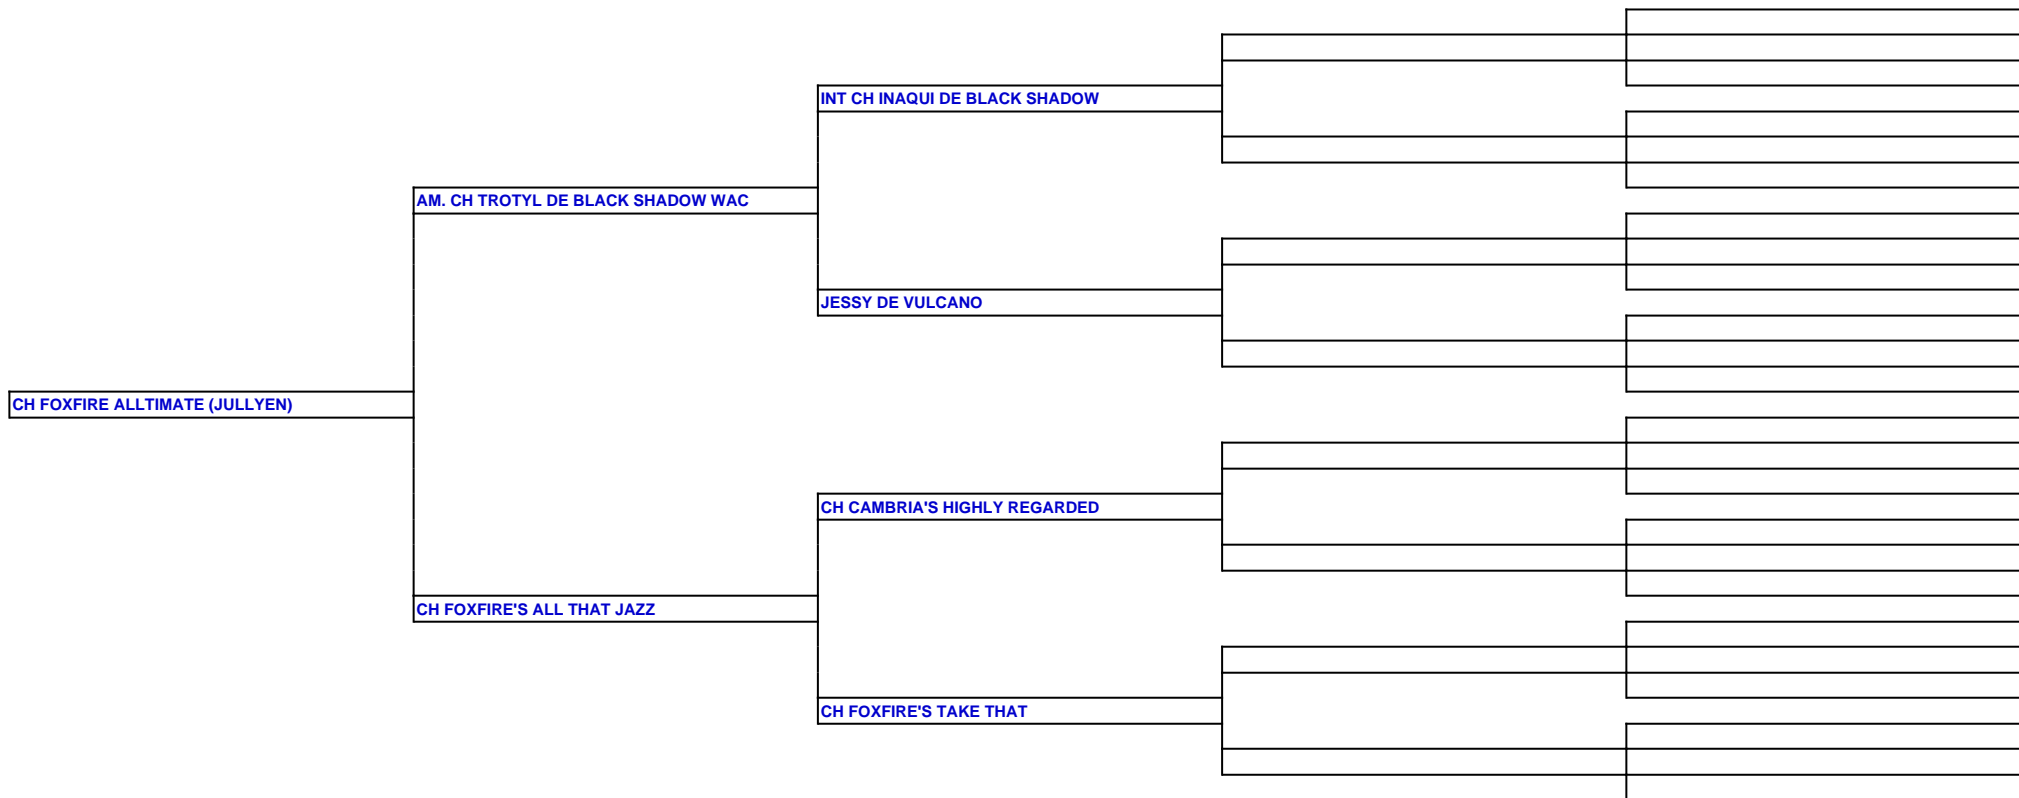 INT CH INAQUI DE BLACK SHADOW
AM. CH TROTYL DE BLACK SHADOW WAC
JESSY DE VULCANO
CH FOXFIRE ALLTIMATE (JULLYEN)
CH CAMBRIA'S HIGHLY REGARDED
CH FOXFIRE'S ALL THAT JAZZ
CH FOXFIRE'S TAKE THAT